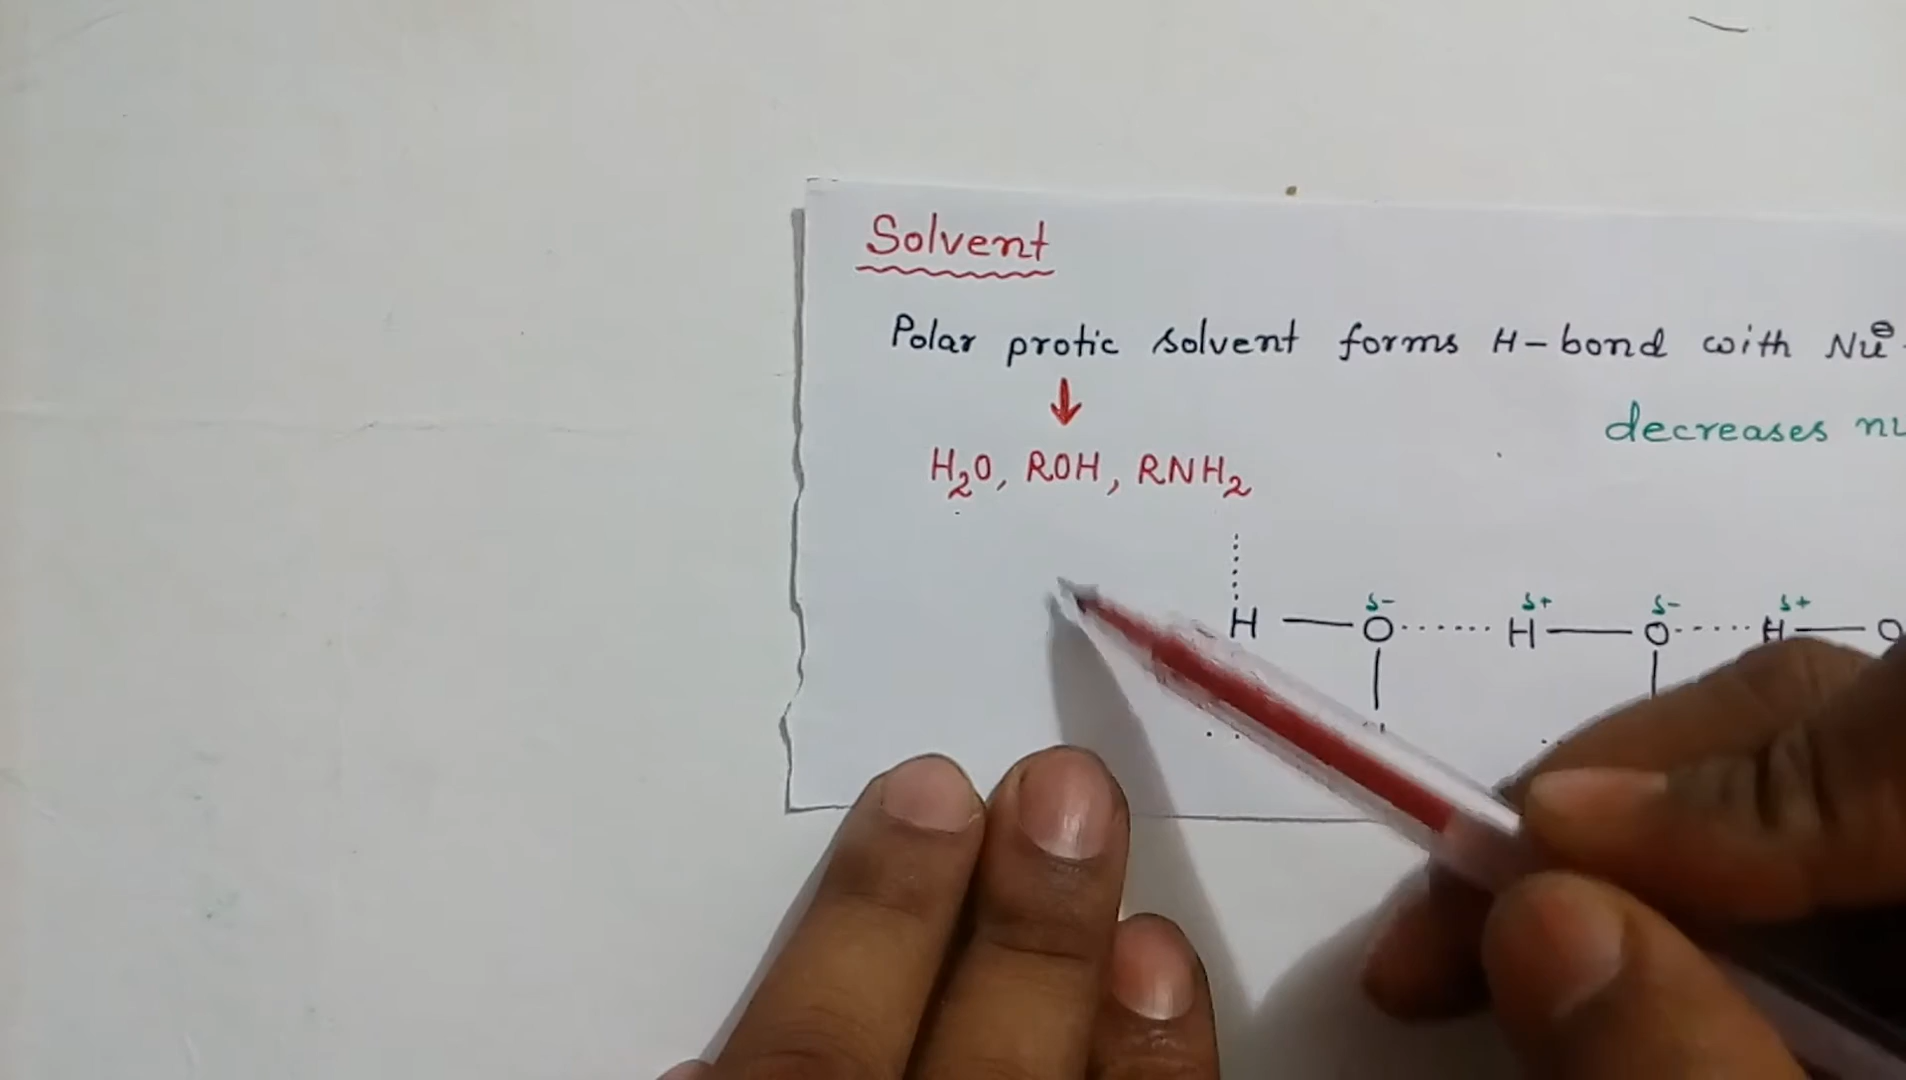 Solvent
Polar protic solvent forms H-bond with Nu⊖
decreases
↓
H₂O, ROH, RNH₂
δ- δ+ δ- δ+
H — O ...... H — O ..... H — O